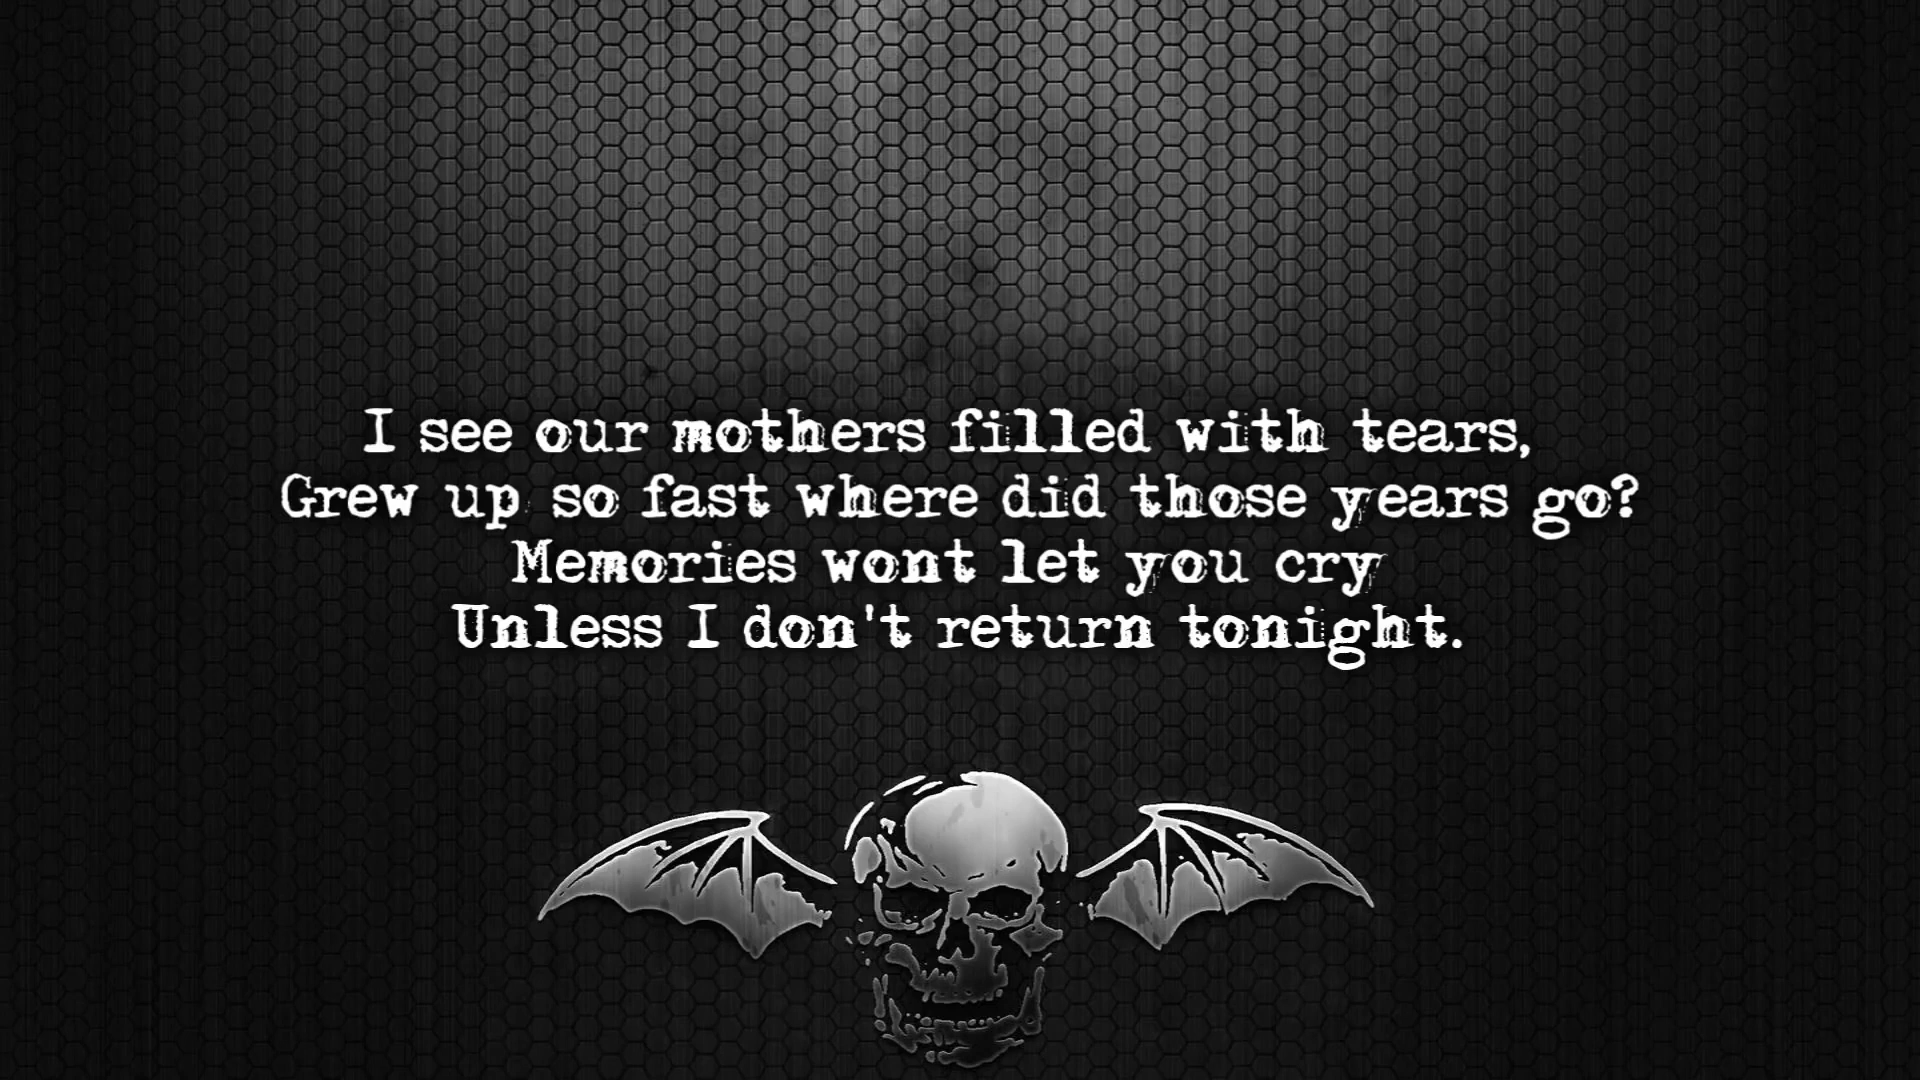 I see our mothers filled with tears,
Grew up so fast where did those years go?
Memories wont let you cry
Unless I don't return tonight.